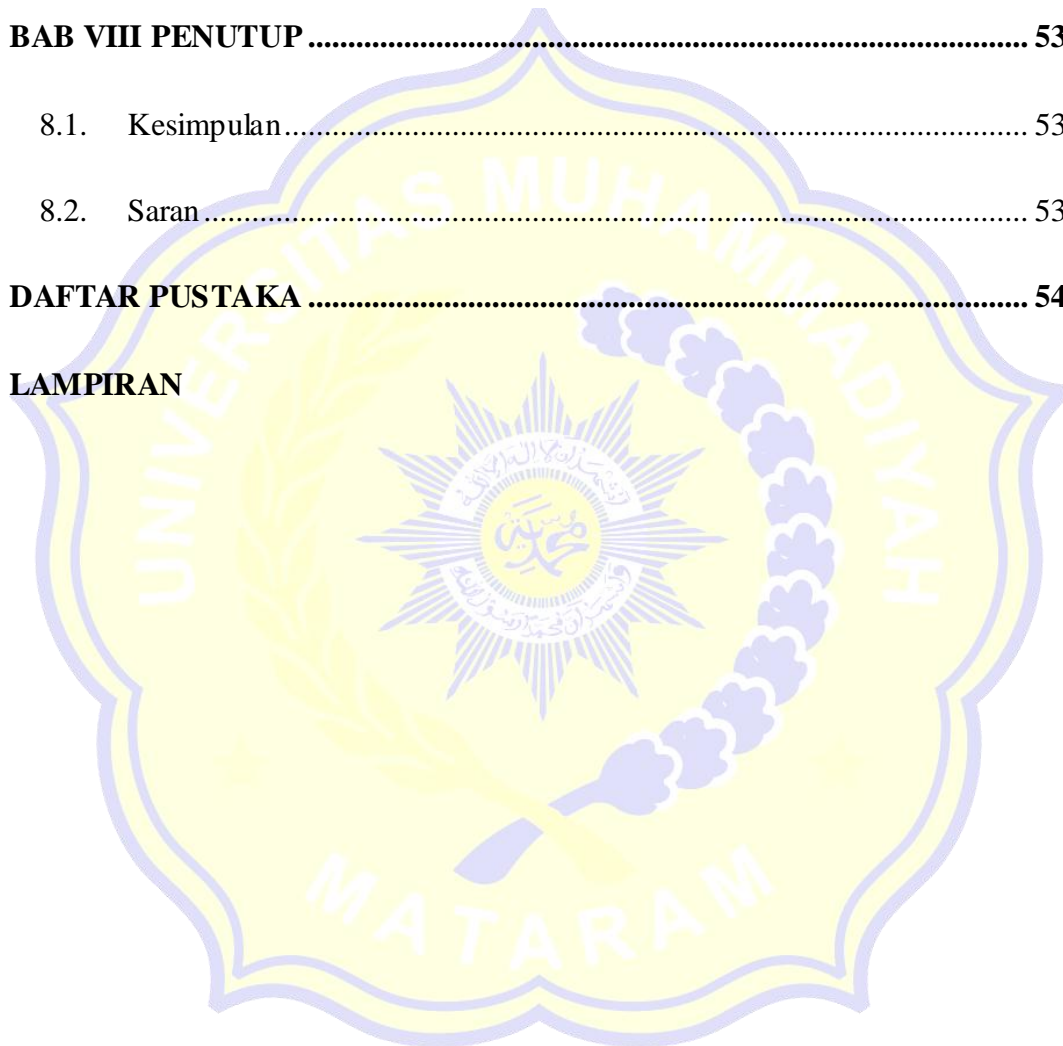 BAB VIII PENUTUP .......................................................................................... 53
8.1. Kesimpulan ............................................................................................. 53
8.2. Saran ....................................................................................................... 53
DAFTAR PUSTAKA .......................................................................................... 54
LAMPIRAN
UNIVERSITAS MUHAMMADIYAH
MATARAM